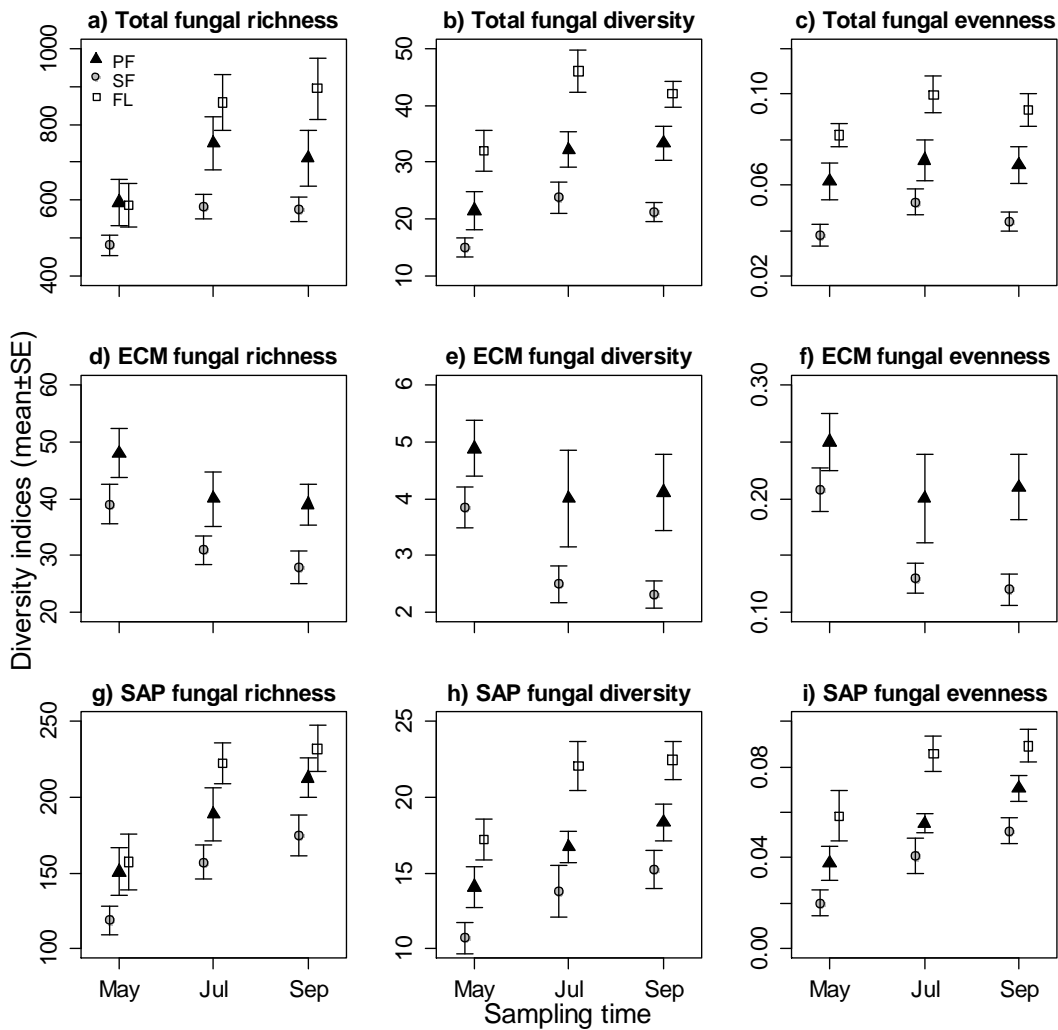 a) Total fungal richness
b) Total fungal diversity
c) Total fungal evenness
1000
800
600
400
PF
SF
FL
50
40
30
20
10
0.10
0.06
0.02
Diversity indices (mean±SE)
d) ECM fungal richness
e) ECM fungal diversity
f) ECM fungal evenness
60
50
40
30
20
6
5
4
3
2
0.30
0.20
0.10
g) SAP fungal richness
h) SAP fungal diversity
i) SAP fungal evenness
250
200
150
100
25
20
15
10
0.08
0.04
0.00
May Jul Sep
May Jul Sep
May Jul Sep
Sampling time